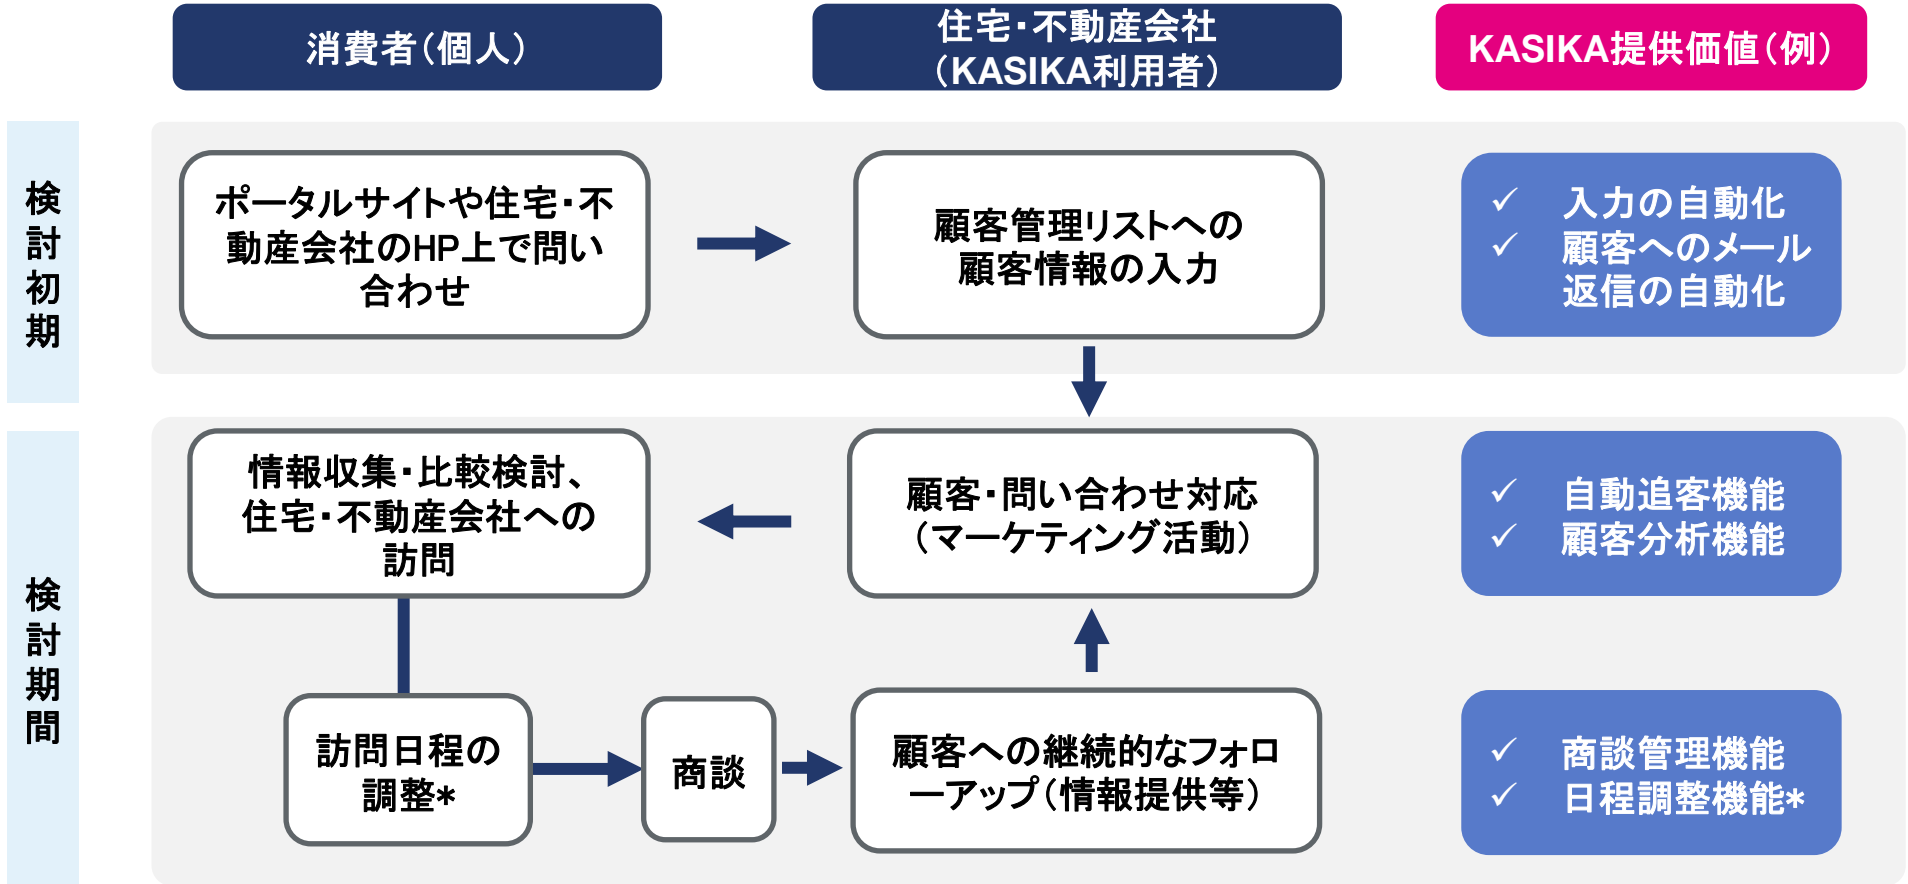 消費者（個人）
住宅・不動産会社
（KASIKA利用者）
KASIKA提供価値（例）
検討初期
ポータルサイトや住宅・不
動産会社のHP上で問い
合わせ
顧客管理リストへの
顧客情報の入力
✓ 入力の自動化
✓ 顧客へのメール
返信の自動化
検討期間
情報収集・比較検討、
住宅・不動産会社への
訪問
顧客・問い合わせ対応
（マーケティング活動）
✓ 自動追客機能
✓ 顧客分析機能
訪問日程の
調整*
商談
顧客への継続的なフォロ
ーアップ（情報提供等）
✓ 商談管理機能
✓ 日程調整機能*